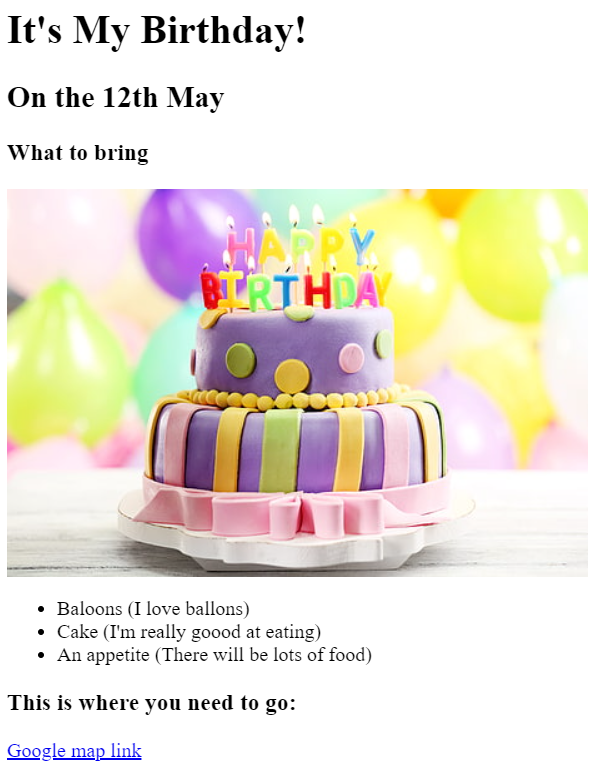 It's My Birthday!
On the 12th May
What to bring
HAPPY
BIRTHDAY
Baloons (I love ballons)
Cake (I'm really goood at eating)
An appetite (There will be lots of food)
This is where you need to go:
Google map link